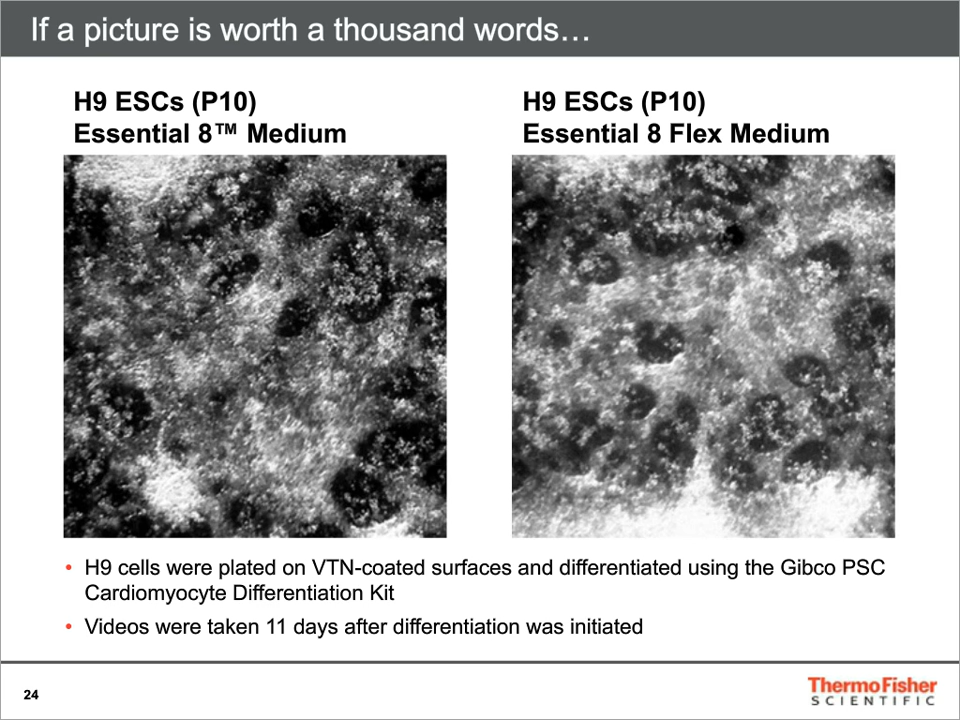 If a picture is worth a thousand words…
H9 ESCs (P10)
Essential 8™ Medium
H9 ESCs (P10)
Essential 8 Flex Medium
• H9 cells were plated on VTN-coated surfaces and differentiated using the Gibco PSC
Cardiomyocyte Differentiation Kit
• Videos were taken 11 days after differentiation was initiated
24
ThermoFisher
SCIENTIFIC